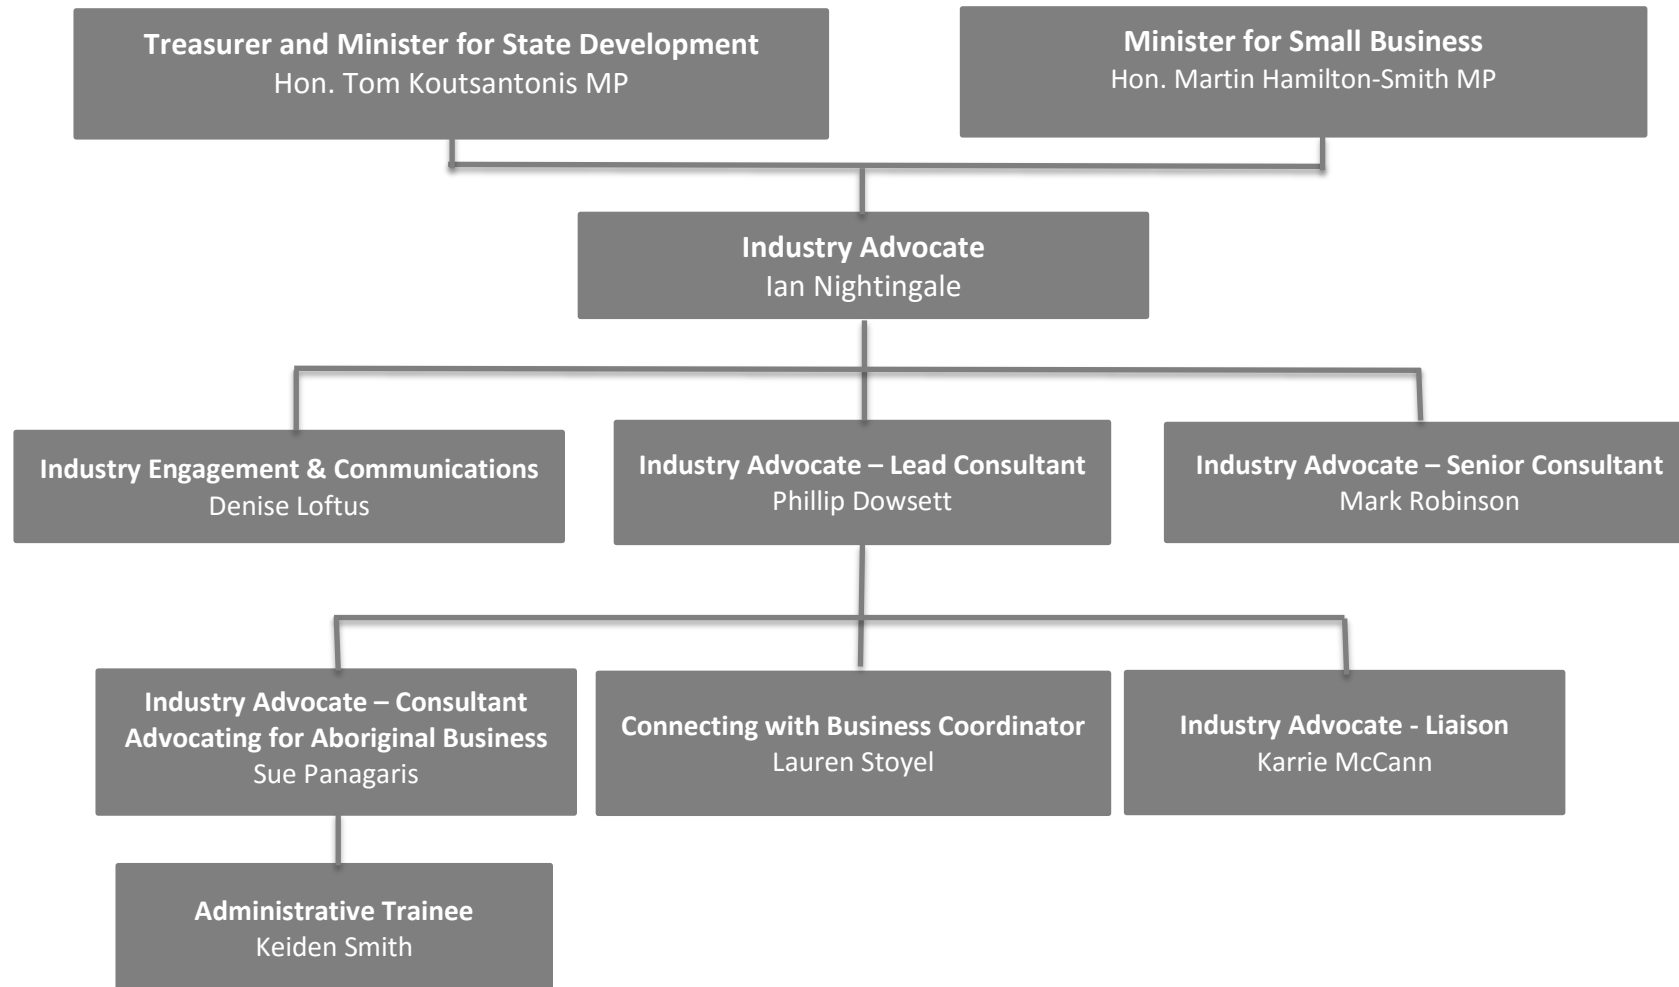 Treasurer and Minister for State Development
Hon. Tom Koutsantonis MP
Minister for Small Business
Hon. Martin Hamilton-Smith MP
Industry Advocate
Ian Nightingale
Industry Engagement & Communications
Denise Loftus
Industry Advocate – Lead Consultant
Phillip Dowsett
Industry Advocate – Senior Consultant
Mark Robinson
Industry Advocate – Consultant
Advocating for Aboriginal Business
Sue Panagaris
Connecting with Business Coordinator
Lauren Stoyel
Industry Advocate - Liaison
Karrie McCann
Administrative Trainee
Keiden Smith